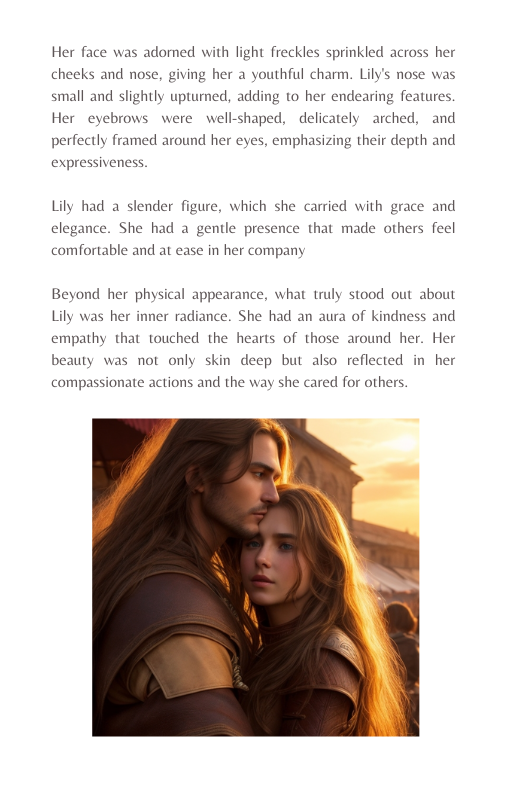 Her face was adorned with light freckles sprinkled across her
cheeks and nose, giving her a youthful charm. Lily's nose was
small and slightly upturned, adding to her endearing features.
Her eyebrows were well-shaped, delicately arched, and
perfectly framed around her eyes, emphasizing their depth and
expressiveness.
Lily had a slender figure, which she carried with grace and
elegance. She had a gentle presence that made others feel
comfortable and at ease in her company
Beyond her physical appearance, what truly stood out about
Lily was her inner radiance. She had an aura of kindness and
empathy that touched the hearts of those around her. Her
beauty was not only skin deep but also reflected in her
compassionate actions and the way she cared for others.